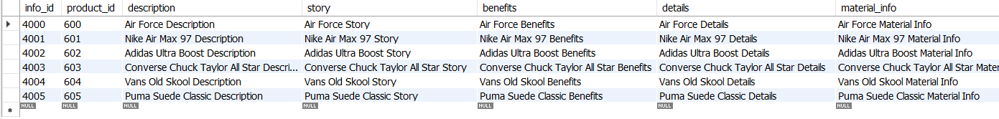 info_id product_id description story benefits details material_info
4000 600 Air Force Description Air Force Story Air Force Benefits Air Force Details Air Force Material Info
4001 601 Nike Air Max 97 Description Nike Air Max 97 Story Nike Air Max 97 Benefits Nike Air Max 97 Details Nike Air Max 97 Material Info
4002 602 Adidas Ultra Boost Description Adidas Ultra Boost Story Adidas Ultra Boost Benefits Adidas Ultra Boost Details Adidas Ultra Boost Material Info
4003 603 Converse Chuck Taylor All Star Descri... Converse Chuck Taylor All Star Story Converse Chuck Taylor All Star Benefits Converse Chuck Taylor All Star Details Converse Chuck Taylor All Star Mater
4004 604 Vans Old Skool Description Vans Old Skool Story Vans Old Skool Benefits Vans Old Skool Details Vans Old Skool Material Info
4005 605 Puma Suede Classic Description Puma Suede Classic Story Puma Suede Classic Benefits Puma Suede Classic Details Puma Suede Classic Material Info
NULL NULL NULL NULL NULL NULL NULL